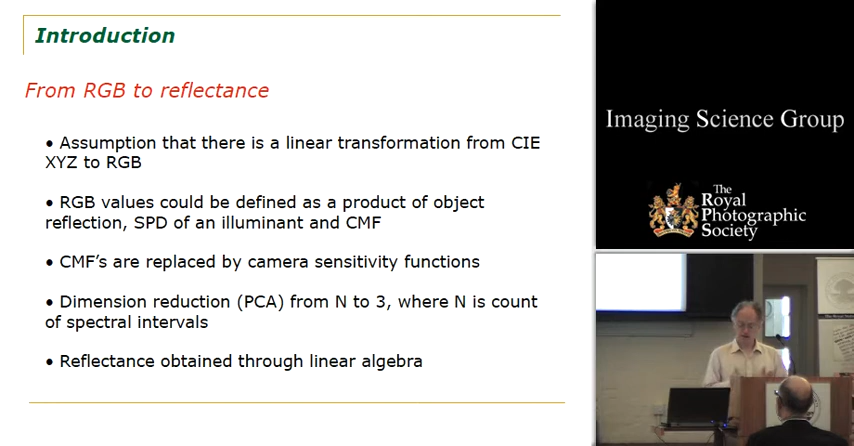 Introduction
From RGB to reflectance
• Assumption that there is a linear transformation from CIE
XYZ to RGB
• RGB values could be defined as a product of object
reflection, SPD of an illuminant and CMF
• CMF's are replaced by camera sensitivity functions
• Dimension reduction (PCA) from N to 3, where N is count
of spectral intervals
• Reflectance obtained through linear algebra
Imaging Science Group
The
Royal
Photographic
Society